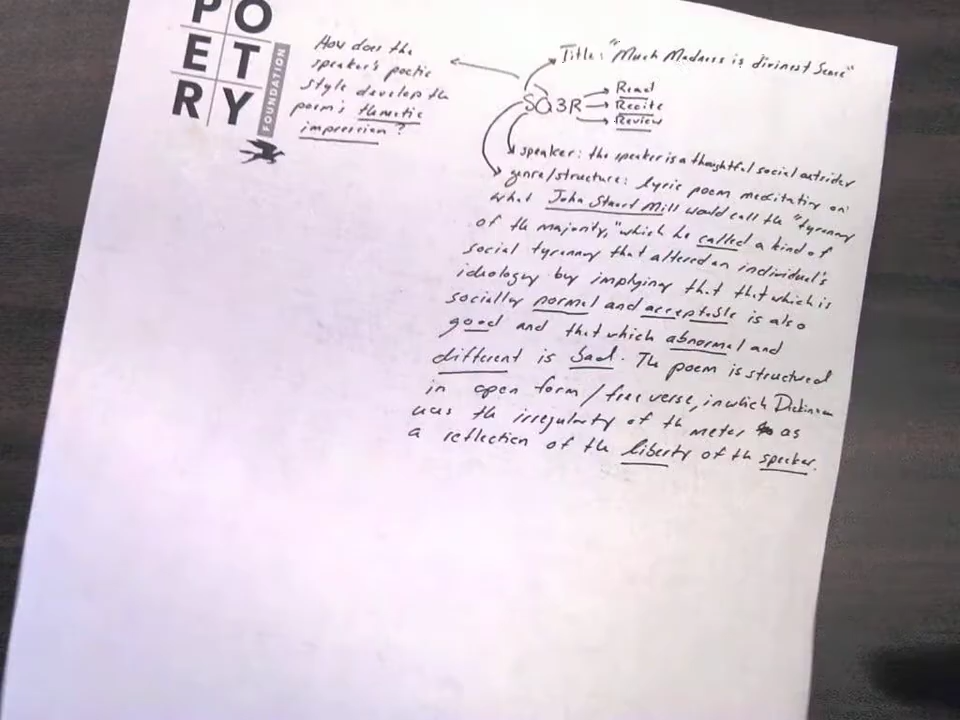 PO
ET
RY
FOUNDATION
How does the
speaker's poetic
style develop the
poem's thematic
impression?
Title: "Much Madness is divinest Sense"
SQ3R
Read
Recite
Review
speaker: the speaker is a thoughtful social outsider
genre/structure: lyric poem meditating on
what John Stuart Mill would call the "tyranny
of the majority," which he called a kind of
social tyranny that altered an individual's
ideology by implying that that which is
socially normal and acceptable is also
good and that which abnormal and
different is bad. The poem is structured
in open form/free verse, in which Dickinson
uses the irregularity of the meter as
a reflection of the liberty of the speaker.